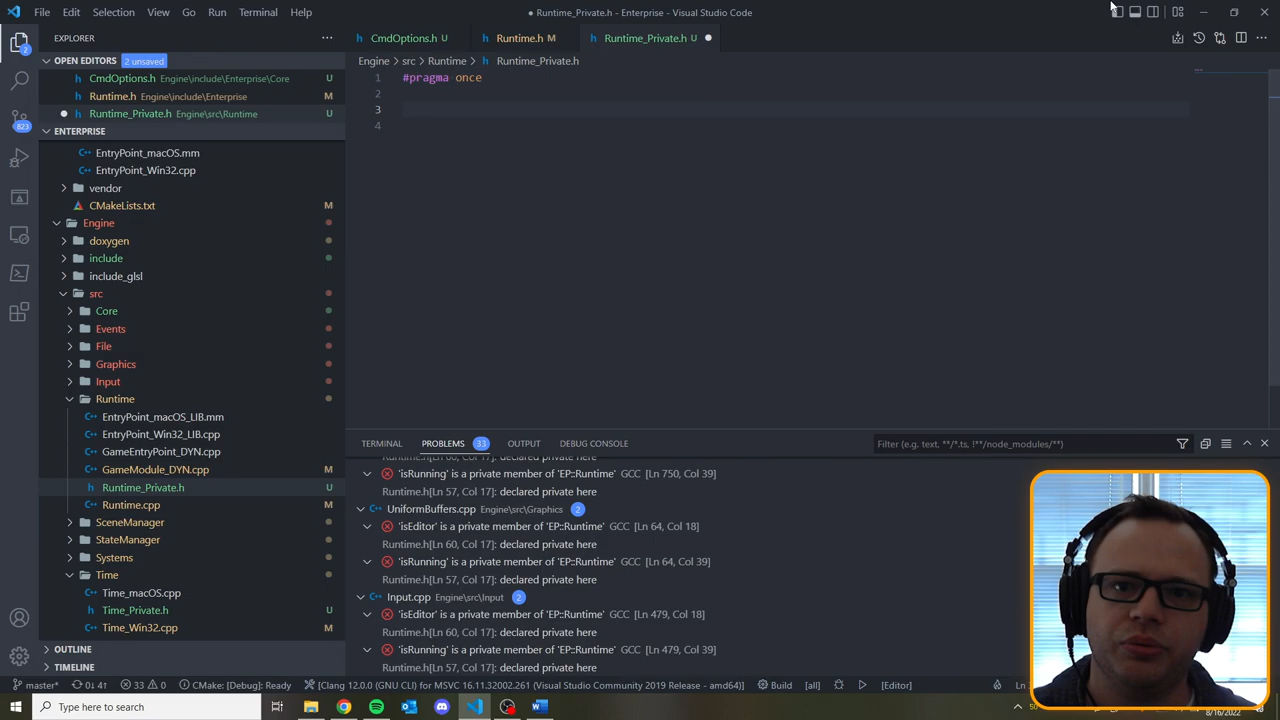 File Edit Selection View Go Run Terminal Help
● Runtime_Private.h - Enterprise - Visual Studio Code
EXPLORER
CmdOptions.h U
Runtime.h M
Runtime_Private.h U
OPEN EDITORS 2 unsaved
CmdOptions.h Engine\include\Enterprise\Core U
Runtime.h Engine\include\Enterprise M
Runtime_Private.h Engine\src\Runtime U
ENTERPRISE
EntryPoint_macOS.mm
EntryPoint_Win32.cpp
vendor
CMakeLists.txt M
Engine
doxygen
include
include_glsl
src
Core
Events
File
Graphics
Input
Runtime
EntryPoint_macOS_LIB.mm
EntryPoint_Win32_LIB.cpp
GameEntryPoint_DYN.cpp
GameModule_DYN.cpp M
Runtime_Private.h U
Runtime.cpp M
SceneManager
StateManager
Systems
Time
Time_macOS.cpp M
Time_Private.h U
Time_Win32.cpp M
OUTLINE
TIMELINE
2
823
Engine > src > Runtime > Runtime_Private.h
1 #pragma once
2
3
4
TERMINAL PROBLEMS 33 OUTPUT DEBUG CONSOLE
Filter (e.g. text, **/*.ts, !**/node_modules/**)
'isRunning' is a private member of 'EP::Runtime' GCC [Ln 750, Col 39]
Runtime.h[Ln 57, Col 17]: declared private here
UniformBuffers.cpp Engine\src\Graphics 2
'isEditor' is a private member of 'EP::Runtime' GCC [Ln 64, Col 18]
Runtime.h[Ln 60, Col 17]: declared private here
'isRunning' is a private member of 'EP::Runtime' GCC [Ln 64, Col 39]
Runtime.h[Ln 57, Col 17]: declared private here
Input.cpp Engine\src\Input 2
'isEditor' is a private member of 'EP::Runtime' GCC [Ln 479, Col 18]
Runtime.h[Ln 60, Col 17]: declared private here
'isRunning' is a private member of 'EP::Runtime' GCC [Ln 479, Col 39]
Runtime.h[Ln 57, Col 17]: declared private here
master* 0↓ 4↑ 33 0 CMake: [Debug]: Ready [Clang 12.0.0 (GNU CLI) for MSVC 16.11.32002.261 (Visual Studio Community 2019 Release - amd64)] Build [all] [Editor]
Type here to search
8/16/2022